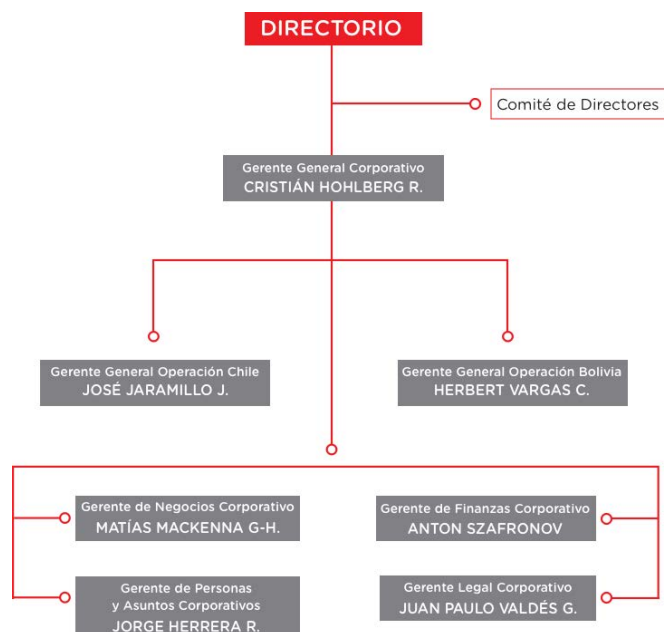 DIRECTORIO
Comité de Directores
Gerente General Corporativo
CRISTIÁN HOHLBERG R.
Gerente General Operación Chile
JOSÉ JARAMILLO J.
Gerente General Operación Bolivia
HERBERT VARGAS C.
Gerente de Negocios Corporativo
MATÍAS MACKENNA G-H.
Gerente de Finanzas Corporativo
ANTON SZAFRONOV
Gerente de Personas
y Asuntos Corporativos
JORGE HERRERA R.
Gerente Legal Corporativo
JUAN PAULO VALDÉS G.